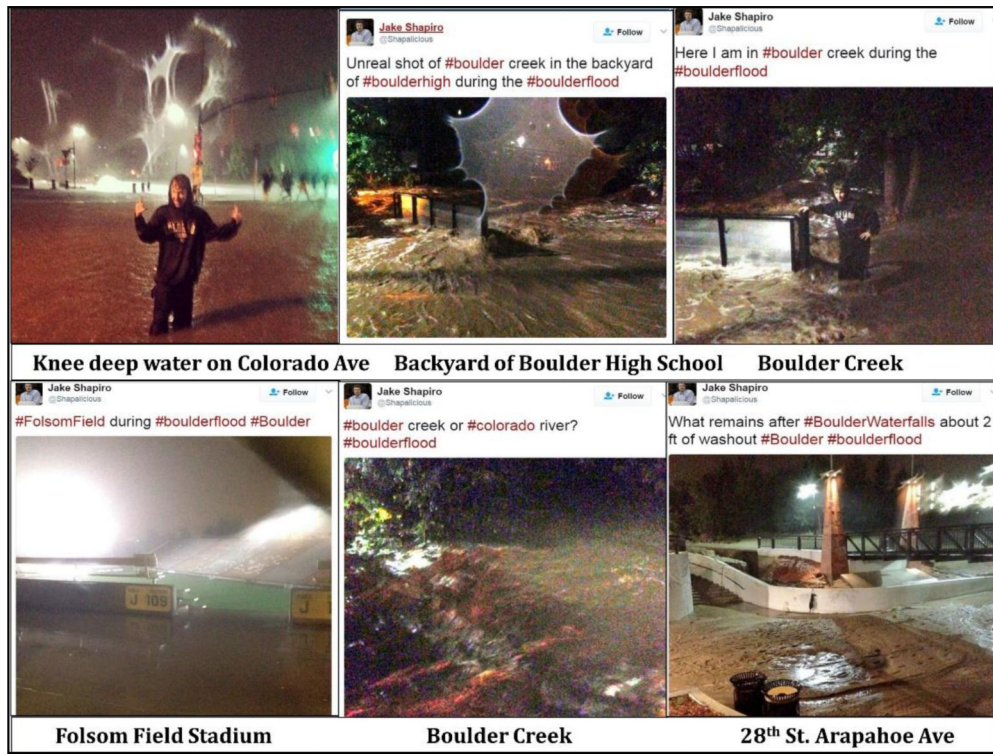 Jake Shapiro
@Shapalicious
Follow
Unreal shot of #boulder creek in the backyard
of #boulderhigh during the #boulderflood
Jake Shapiro
@Shapalicious
Follow
Here I am in #boulder creek during the
#boulderflood
Knee deep water on Colorado Ave
Backyard of Boulder High School
Boulder Creek
Jake Shapiro
@Shapalicious
Follow
#FolsomField during #boulderflood #Boulder
J 109
J
Jake Shapiro
@Shapalicious
Follow
#boulder creek or #colorado river?
#boulderflood
Jake Shapiro
@Shapalicious
Follow
What remains after #BoulderWaterfalls about 2
ft of washout #Boulder #boulderflood
Folsom Field Stadium
Boulder Creek
28th St. Arapahoe Ave